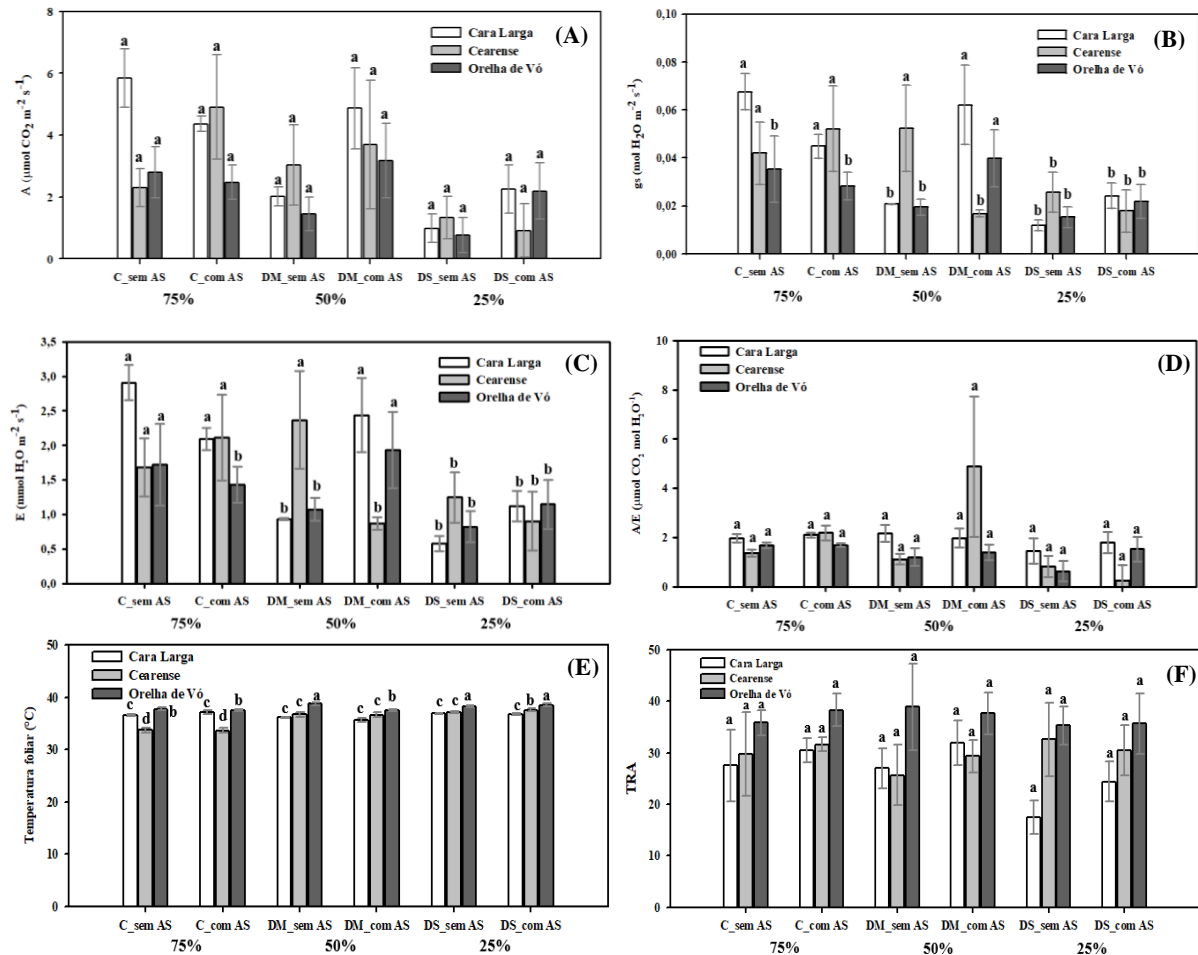 (A)
Cara Larga
Cearense
Orelha de Vó
A (µmol CO2 m-2 s-1)
8
6
4
2
0
a a a a a a a a a a a a a a a a a a
C_sem AS C_com AS DM_sem AS DM_com AS DS_sem AS DS_com AS
75% 50% 25%
(B)
Cara Larga
Cearense
Orelha de Vó
gs (mol H2O m-2 s-1)
0,10
0,08
0,06
0,04
0,02
0,00
a a b a a b b a b a b a b b b b b b
C_sem AS C_com AS DM_sem AS DM_com AS DS_sem AS DS_com AS
75% 50% 25%
(C)
Cara Larga
Cearense
Orelha de Vó
E (mmol H2O m-2 s-1)
3,5
3,0
2,5
2,0
1,5
1,0
0,5
0,0
a a a a a b b a b a b a b b b b b b
C_sem AS C_com AS DM_sem AS DM_com AS DS_sem AS DS_com AS
75% 50% 25%
(D)
Cara Larga
Cearense
Orelha de Vó
A/E (µmol CO2 mol H2O-1)
10
8
6
4
2
0
a a a a a a a a a a a a a a a a a a
C_sem AS C_com AS DM_sem AS DM_com AS DS_sem AS DS_com AS
75% 50% 25%
(E)
Cara Larga
Cearense
Orelha de Vó
Temperatura foliar (°C)
50
40
30
20
10
0
c d b c d b c c a c c b c c a c b a
C_sem AS C_com AS DM_sem AS DM_com AS DS_sem AS DS_com AS
75% 50% 25%
(F)
Cara Larga
Cearense
Orelha de Vó
TRA
50
40
30
20
10
0
a a a a a a a a a a a a a a a a a a
C_sem AS C_com AS DM_sem AS DM_com AS DS_sem AS DS_com AS
75% 50% 25%